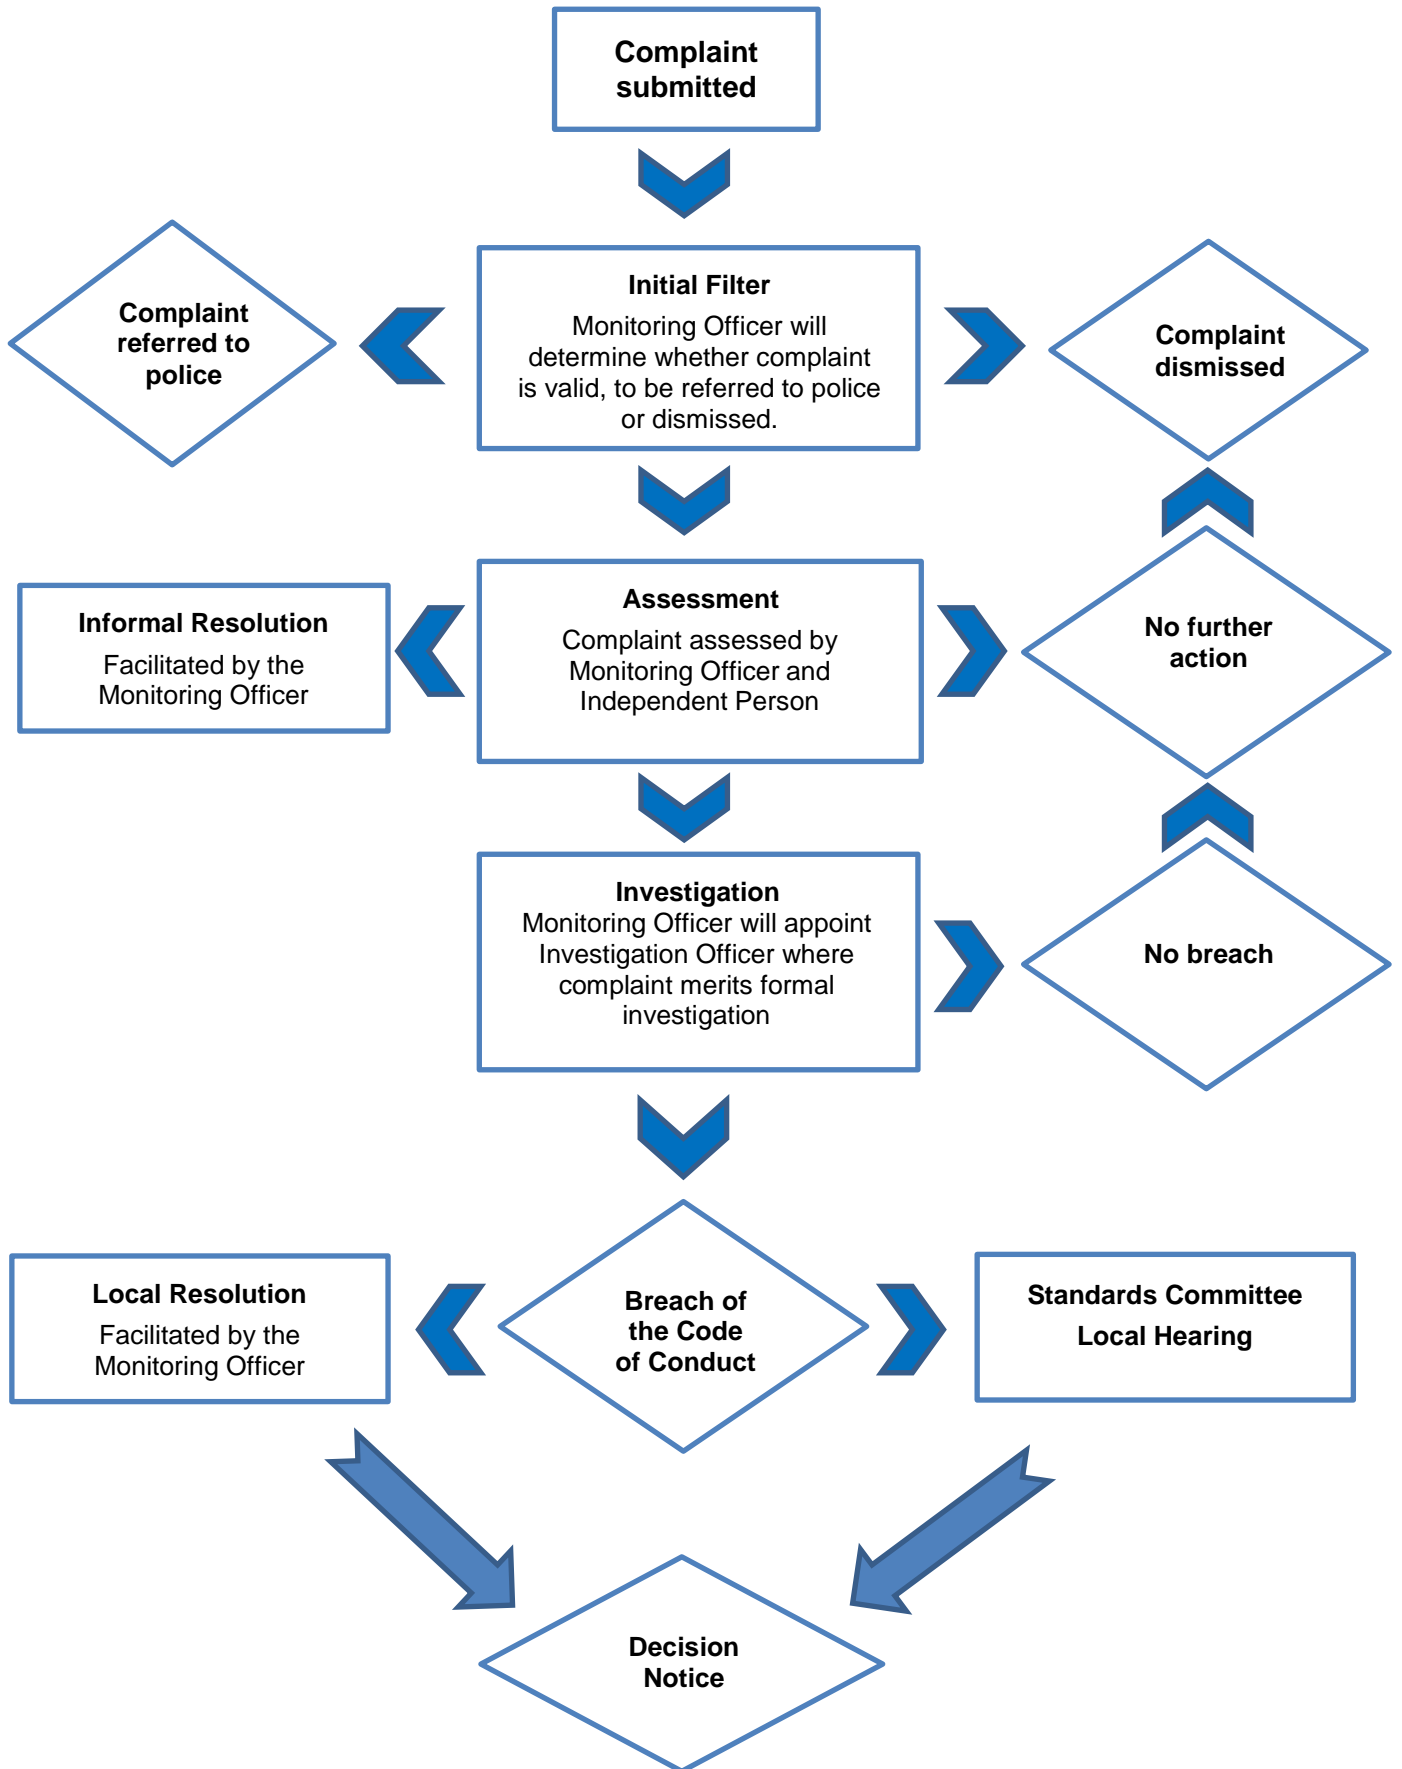 Complaint
submitted
Complaint
referred to
police
Initial Filter
Monitoring Officer will
determine whether complaint
is valid, to be referred to police
or dismissed.
Complaint
dismissed
Informal Resolution
Facilitated by the
Monitoring Officer
Assessment
Complaint assessed by
Monitoring Officer and
Independent Person
No further
action
Investigation
Monitoring Officer will appoint
Investigation Officer where
complaint merits formal
investigation
No breach
Local Resolution
Facilitated by the
Monitoring Officer
Breach of
the Code
of Conduct
Standards Committee
Local Hearing
Decision
Notice